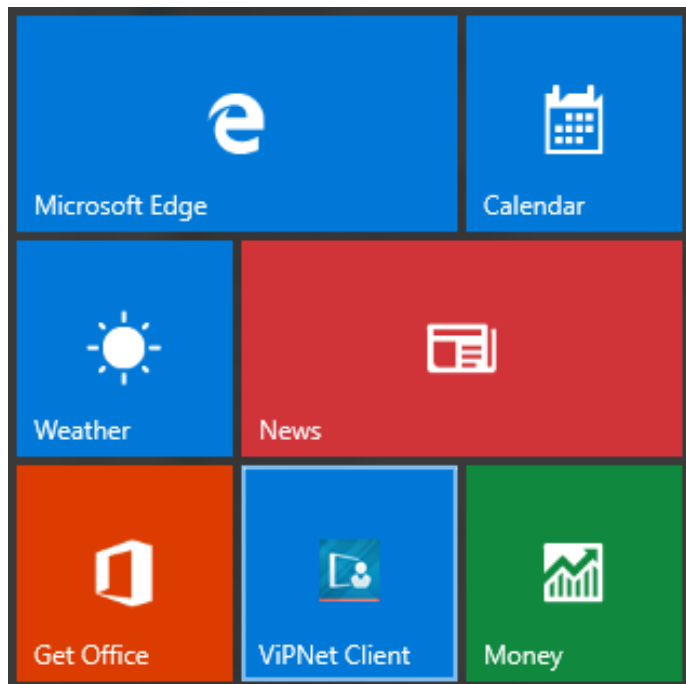 Microsoft Edge
Calendar
Weather
News
Get Office
ViPNet Client
Money